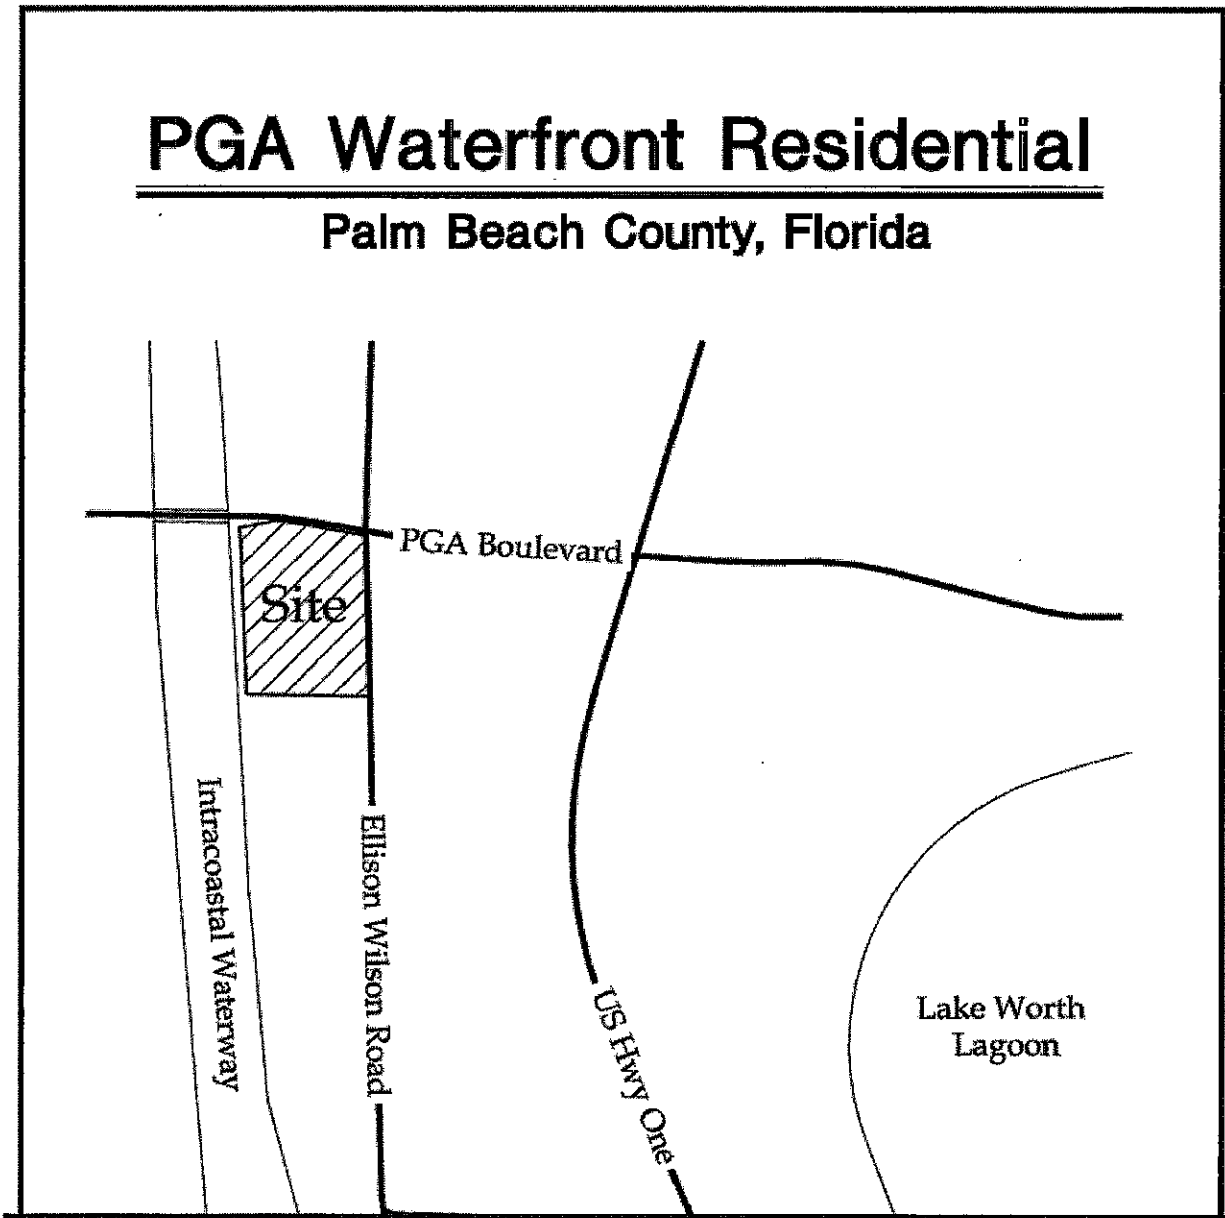 PGA Waterfront Residential
Palm Beach County, Florida
PGA Boulevard
Site
Intracoastal Waterway
Ellison Wilson Road
US Hwy One
Lake Worth
Lagoon